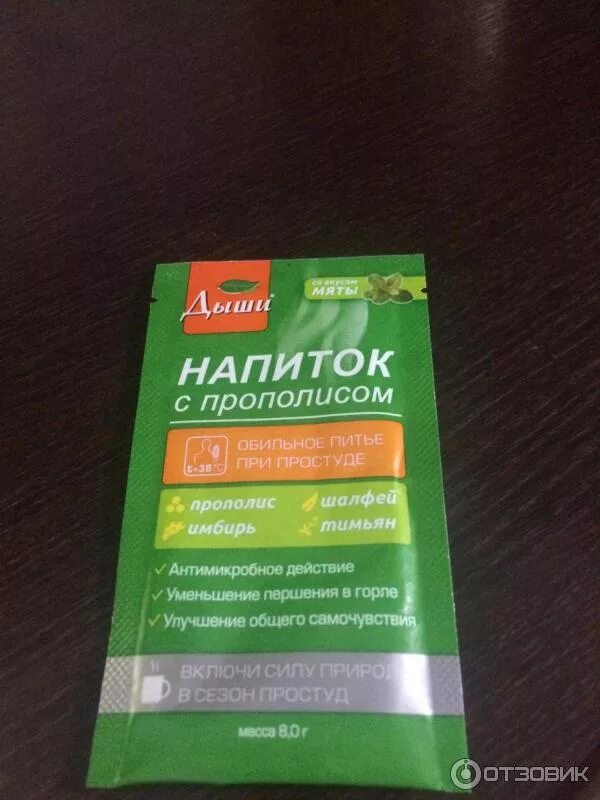 Дыши
со вкусом
МЯТЫ
НАПИТОК
с прополисом
t<38°C
ОБИЛЬНОЕ ПИТЬЕ
ПРИ ПРОСТУДЕ
прополис шалфей
имбирь тимьян
Антимикробное действие
Уменьшение першения в горле
Улучшение общего самочувствия
ВКЛЮЧИ СИЛУ ПРИРОД
В СЕЗОН ПРОСТУД
масса 8,0 г
ОТЗОВИК